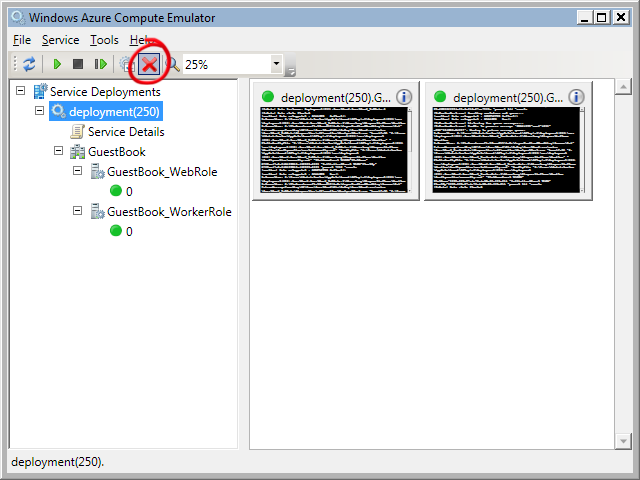 Windows Azure Compute Emulator
File Service Tools Help
25%
Service Deployments
deployment(250)
Service Details
GuestBook
GuestBook_WebRole
0
GuestBook_WorkerRole
0
deployment(250).G...
deployment(250).G...
deployment(250).